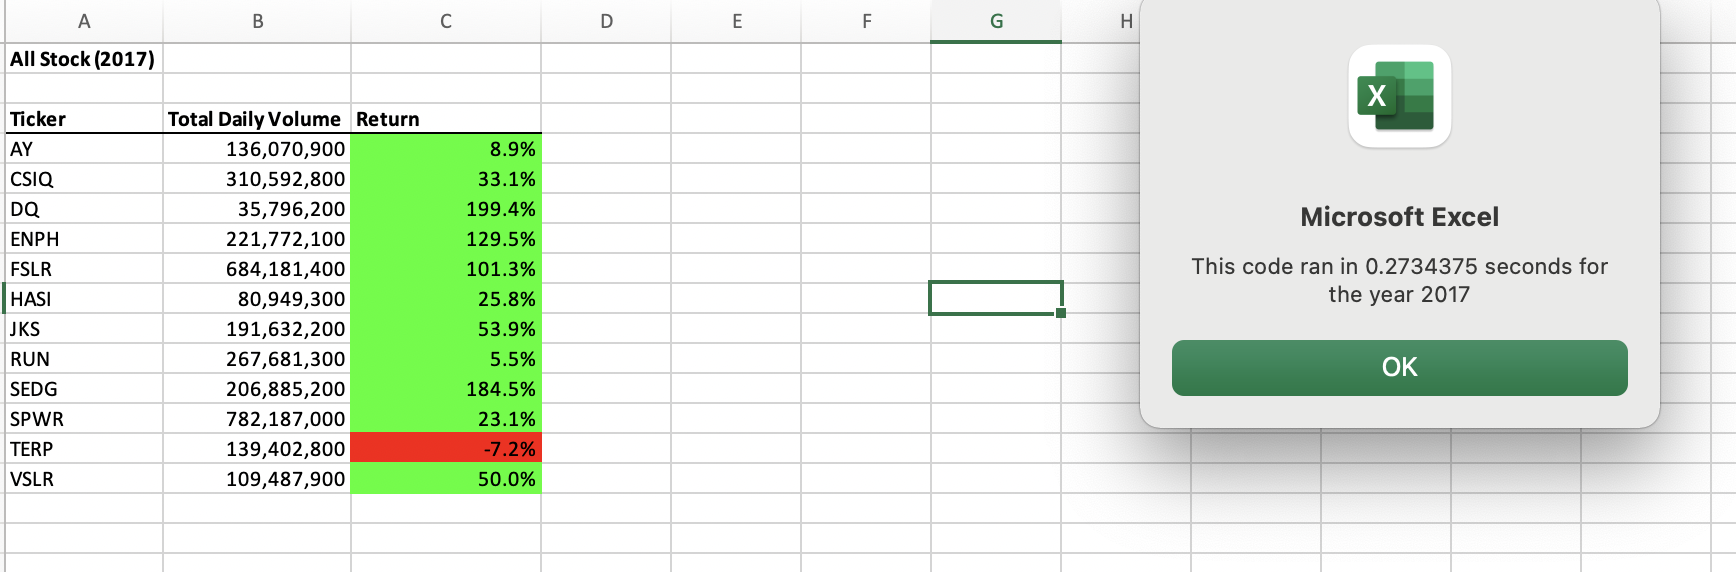 A B C D E F G H
All Stock (2017)
Ticker Total Daily Volume Return
AY 136,070,900 8.9%
CSIQ 310,592,800 33.1%
DQ 35,796,200 199.4%
ENPH 221,772,100 129.5%
FSLR 684,181,400 101.3%
HASI 80,949,300 25.8%
JKS 191,632,200 53.9%
RUN 267,681,300 5.5%
SEDG 206,885,200 184.5%
SPWR 782,187,000 23.1%
TERP 139,402,800 -7.2%
VSLR 109,487,900 50.0%
X
Microsoft Excel
This code ran in 0.2734375 seconds for
the year 2017
OK